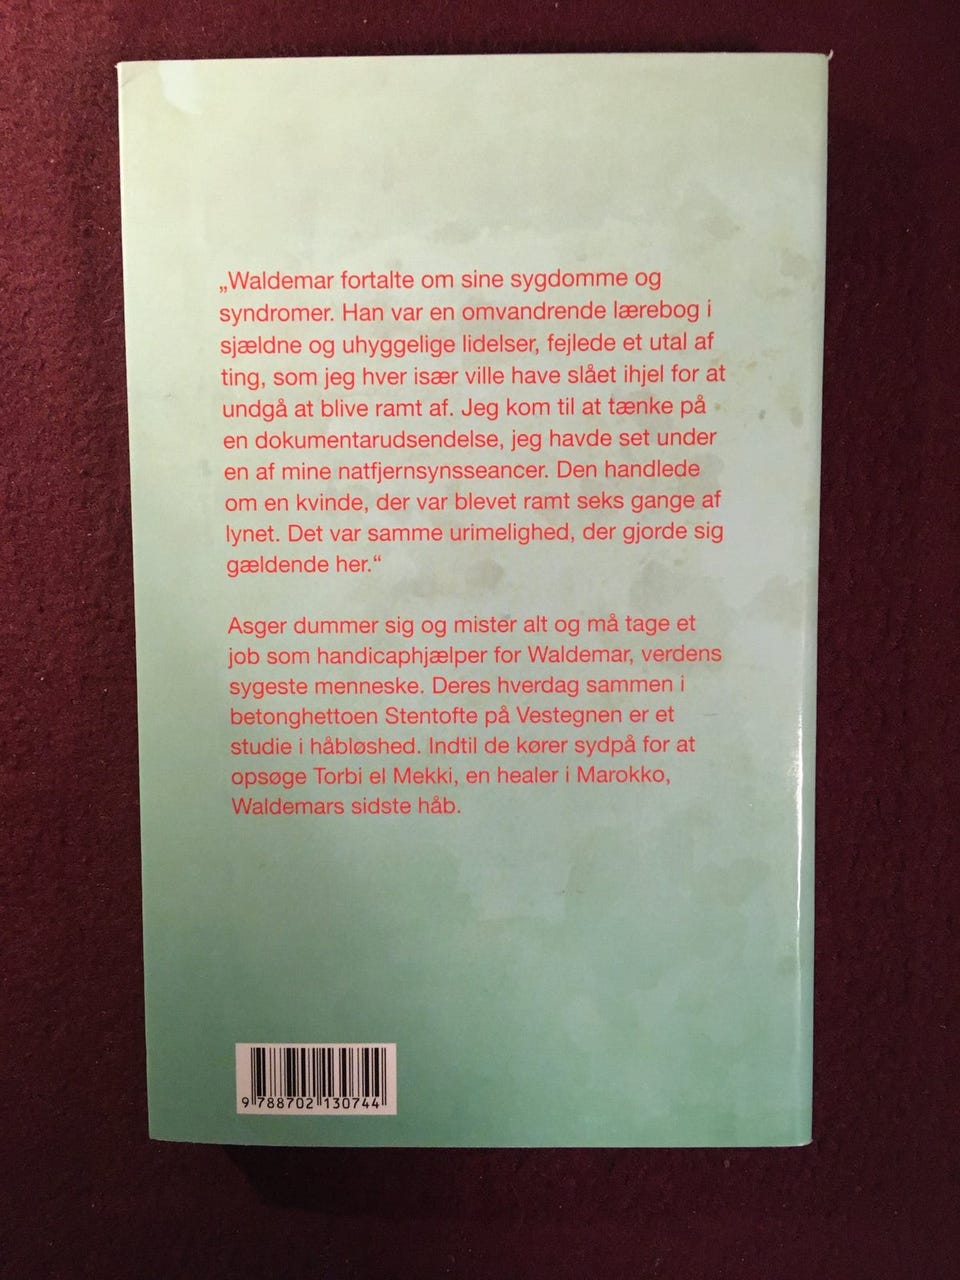 „Waldemar fortalte om sine sygdomme og
syndromer. Han var en omvandrende lærebog i
sjældne og uhyggelige lidelser, fejlede et utal af
ting, som jeg hver især ville have slået ihjel for at
undgå at blive ramt af. Jeg kom til at tænke på
en dokumentarudsendelse, jeg havde set under
en af mine natfjernsynsseancer. Den handlede
om en kvinde, der var blevet ramt seks gange af
lynet. Det var samme urimelighed, der gjorde sig
gældende her.“
Asger dummer sig og mister alt og må tage et
job som handicaphjælper for Waldemar, verdens
sygeste menneske. Deres hverdag sammen i
betonghettoen Stentofte på Vestegnen er et
studie i håbløshed. Indtil de kører sydpå for at
opsøge Torbi el Mekki, en healer i Marokko,
Waldemars sidste håb.
9 788702 130744